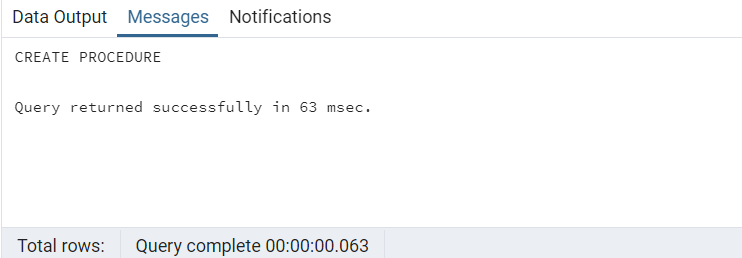 Data Output Messages Notifications
CREATE PROCEDURE
Query returned successfully in 63 msec.
Total rows: Query complete 00:00:00.063